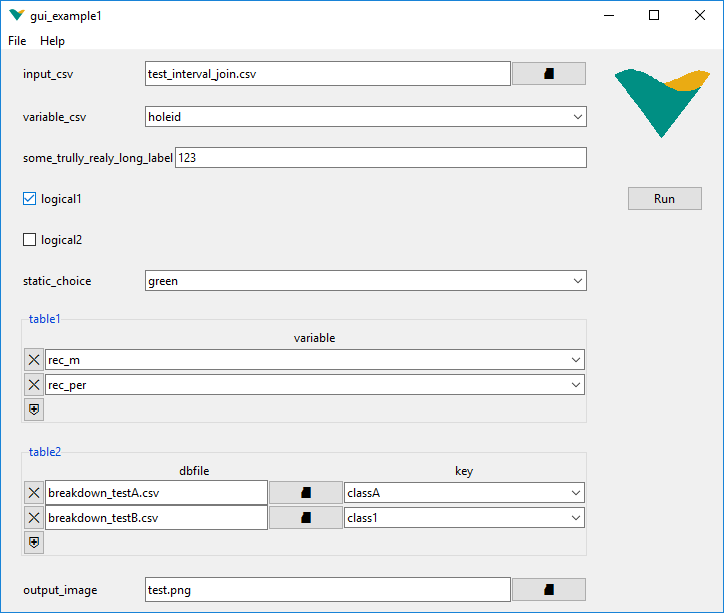 gui_example1
File Help
input_csv test_interval_join.csv
variable_csv holeid
some_trully_realy_long_label 123
logical1
Run
logical2
static_choice green
table1
variable
rec_m
rec_per
table2
dbfile key
breakdown_testA.csv classA
breakdown_testB.csv class1
output_image test.png